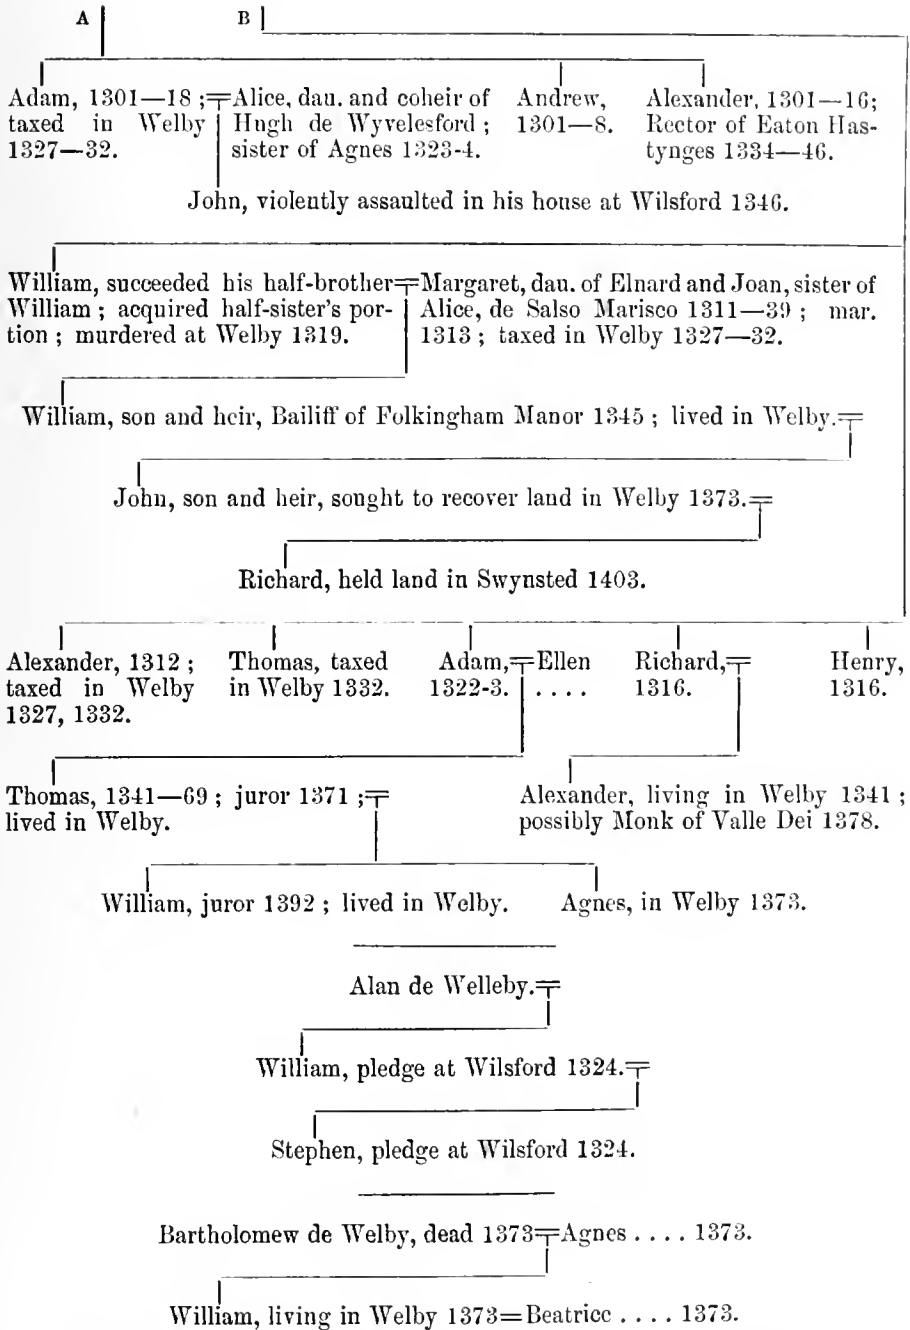 A B
Adam, 1301—18 ;╤Alice, dau. and coheir of Andrew, Alexander, 1301—16;
taxed in Welby Hugh de Wyvelesford ; 1301—8. Rector of Eaton Has-
1327—32. sister of Agnes 1323-4. tynges 1334—46.
John, violently assaulted in his house at Wilsford 1346.
William, succeeded his half-brother╤Margaret, dau. of Elnard and Joan, sister of
William ; acquired half-sister's por- Alice, de Salso Marisco 1311—39 ; mar.
tion ; murdered at Welby 1319. 1313 ; taxed in Welby 1327—32.
William, son and heir, Bailiff of Folkingham Manor 1345 ; lived in Welby.╤
John, son and heir, sought to recover land in Welby 1373.╤
Richard, held land in Swynsted 1403.
Alexander, 1312 ; Thomas, taxed Adam,╤Ellen Richard,╤ Henry,
taxed in Welby in Welby 1332. 1322-3. . . . . 1316. 1316.
1327, 1332.
Thomas, 1341—69 ; juror 1371 ;╤ Alexander, living in Welby 1341 ;
lived in Welby. possibly Monk of Valle Dei 1378.
William, juror 1392 ; lived in Welby. Agnes, in Welby 1373.
Alan de Welleby.╤
William, pledge at Wilsford 1324.╤
Stephen, pledge at Wilsford 1324.
Bartholomew de Welby, dead 1373╤Agnes . . . . 1373.
William, living in Welby 1373=Beatrice . . . . 1373.